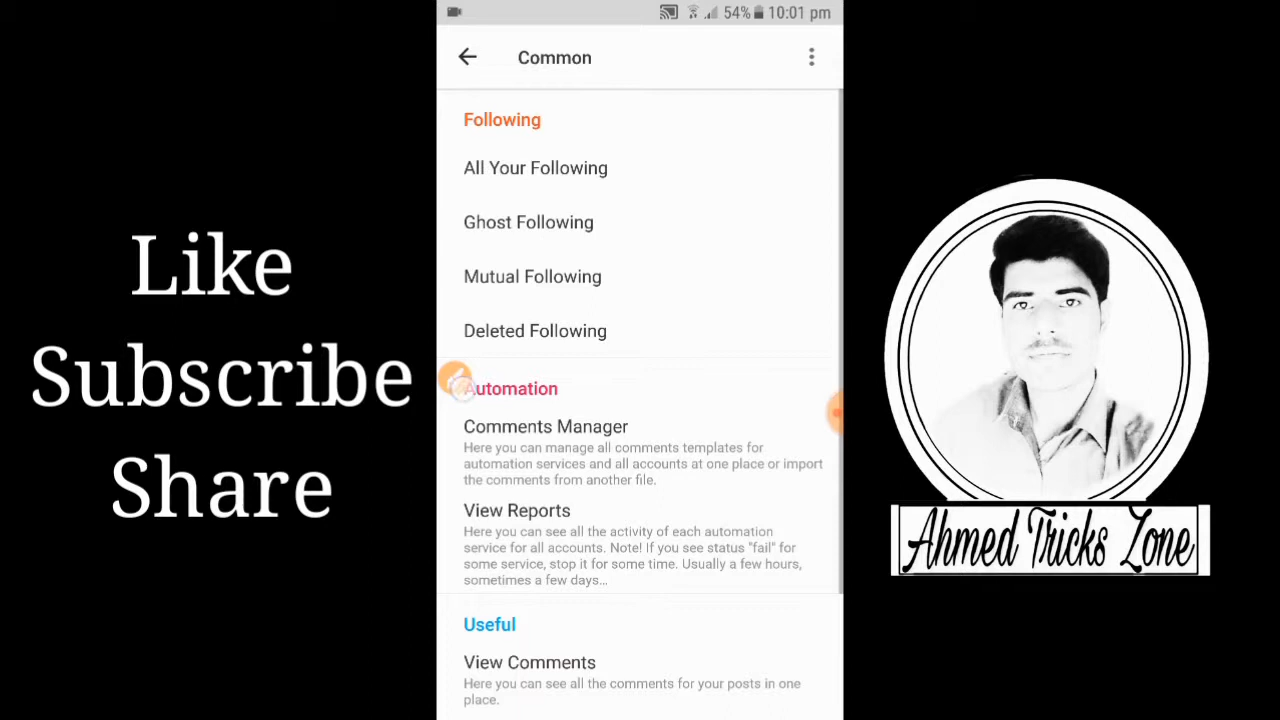 54% 10:01 pm
Common
Following
All Your Following
Ghost Following
Mutual Following
Deleted Following
Automation
Comments Manager
Here you can manage all comments templates for
automation services and all accounts at one place or import
the comments from another file.
View Reports
Here you can see all the activity of each automation
service for all accounts. Note! If you see status "fail" for
some service, stop it for some time. Usually a few hours,
sometimes a few days...
Useful
View Comments
Here you can see all the comments for your posts in one
place.
Like
Subscribe
Share
Ahmed Tricks Zone